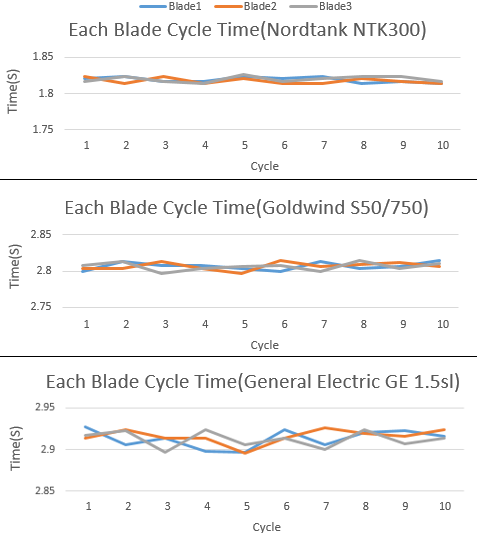 Blade1 Blade2 Blade3
Each Blade Cycle Time(Nordtank NTK300)
1.85
1.8
1.75
Time(S)
1 2 3 4 5 6 7 8 9 10
Cycle
Each Blade Cycle Time(Goldwind S50/750)
2.85
2.8
2.75
Time(S)
1 2 3 4 5 6 7 8 9 10
Cycle
Each Blade Cycle Time(General Electric GE 1.5sl)
2.95
2.9
2.85
Time(S)
1 2 3 4 5 6 7 8 9 10
Cycle